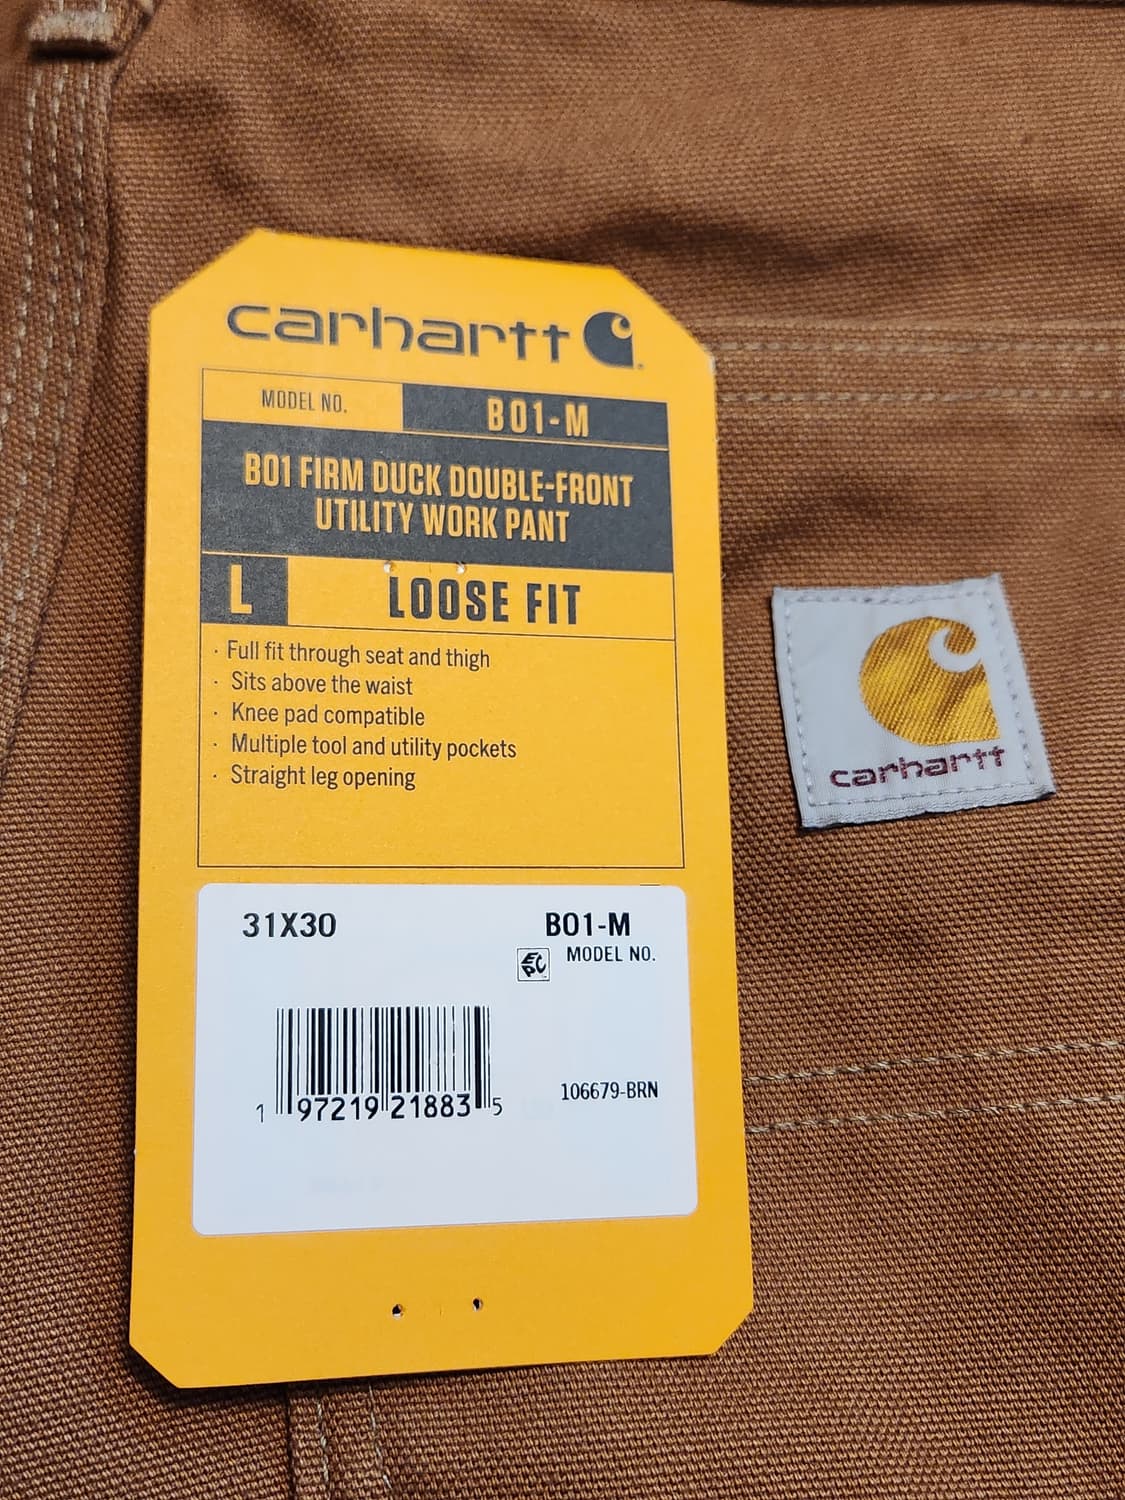 carhartt
MODEL NO. B01-M
B01 FIRM DUCK DOUBLE-FRONT
UTILITY WORK PANT
L LOOSE FIT
· Full fit through seat and thigh
· Sits above the waist
· Knee pad compatible
· Multiple tool and utility pockets
· Straight leg opening
31X30 B01-M
EPC MODEL NO.
106679-BRN
1 97219 21883 5
carhartt